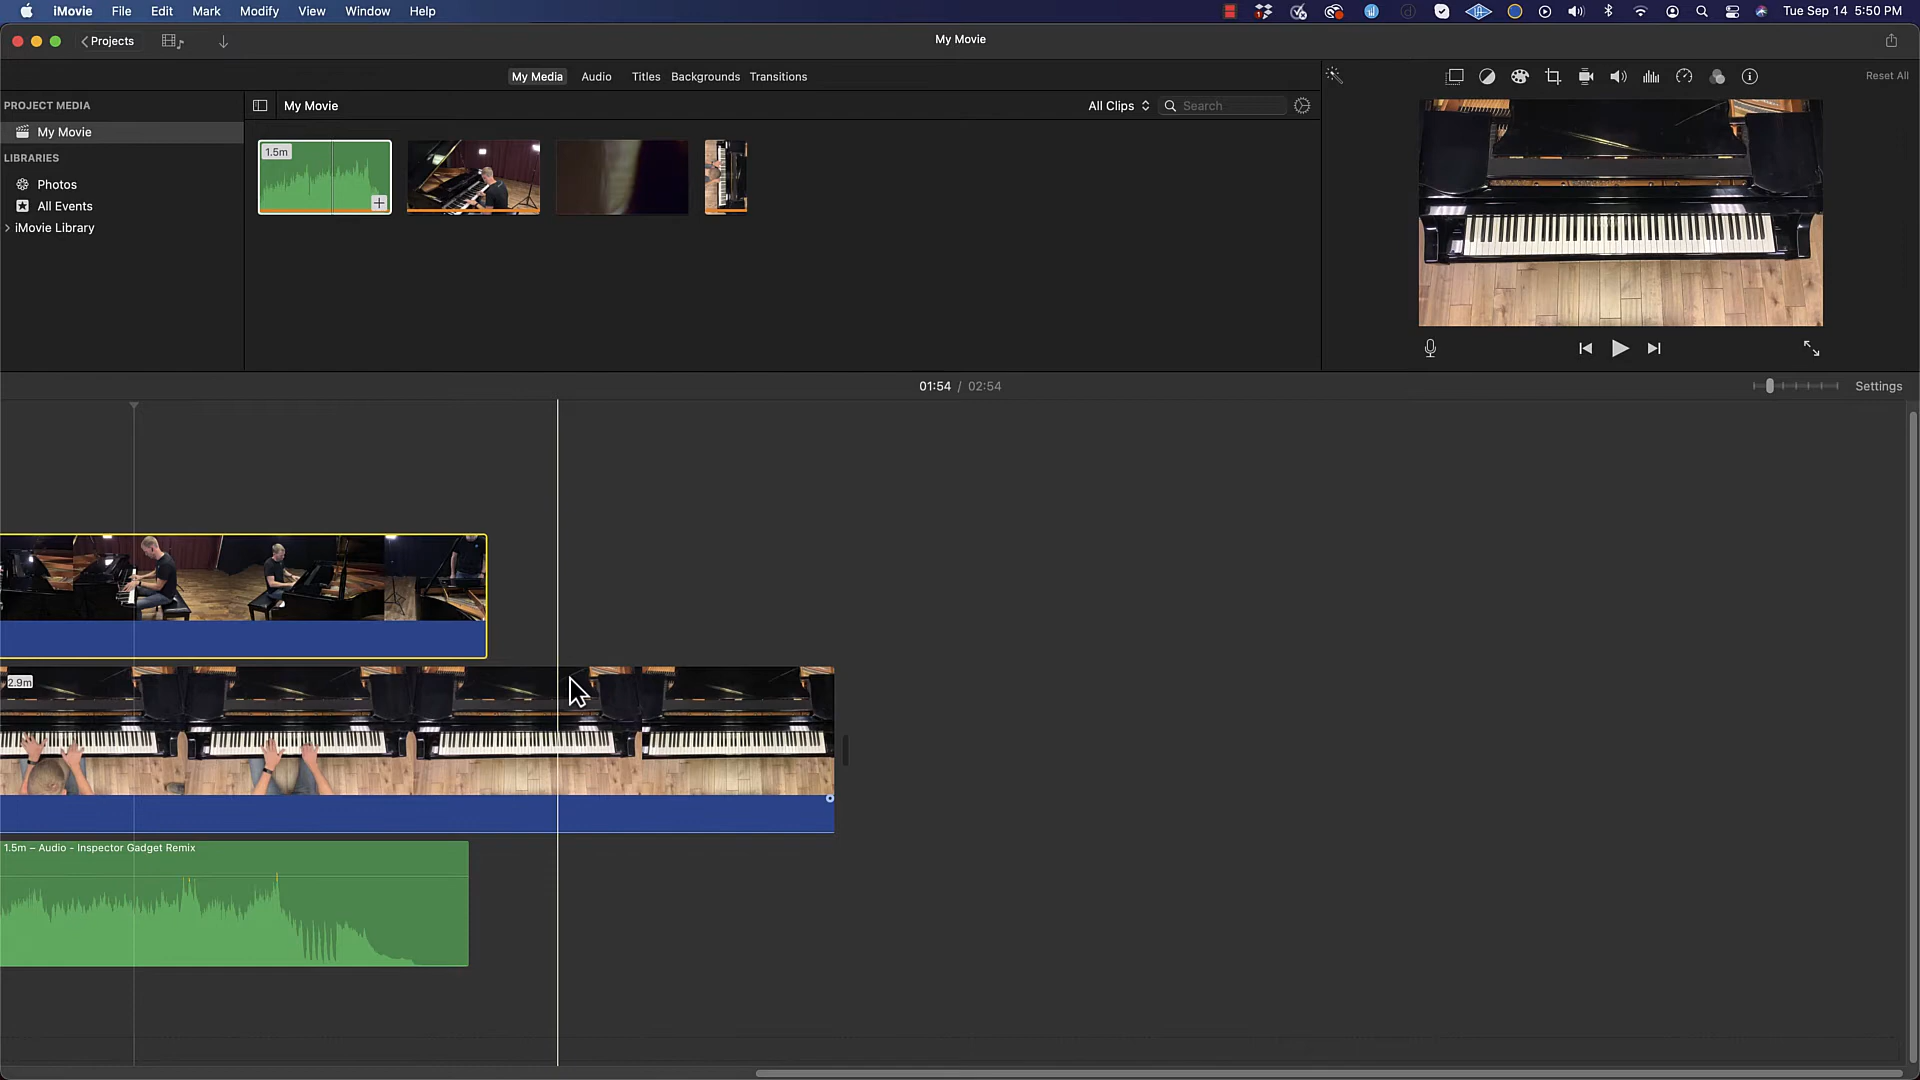 iMovie File Edit Mark Modify View Window Help Tue Sep 14 5:50 PM
Projects My Movie
My Media Audio Titles Backgrounds Transitions Reset All
PROJECT MEDIA My Movie All Clips Search
My Movie
LIBRARIES
Photos
All Events
iMovie Library
1.5m
01:54 / 02:54 Settings
2.9m
1.5m – Audio - Inspector Gadget Remix